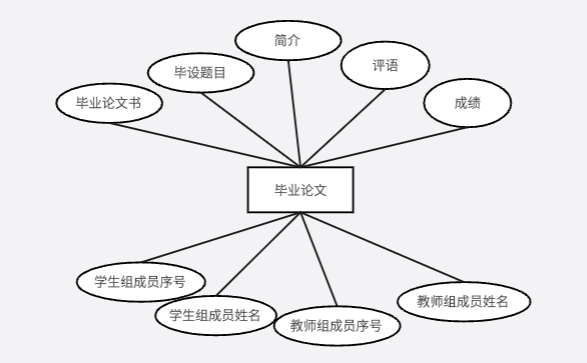 简介
评语
毕设题目
毕业论文书
成绩
毕业论文
学生组成员序号
教师组成员姓名
学生组成员姓名
教师组成员序号